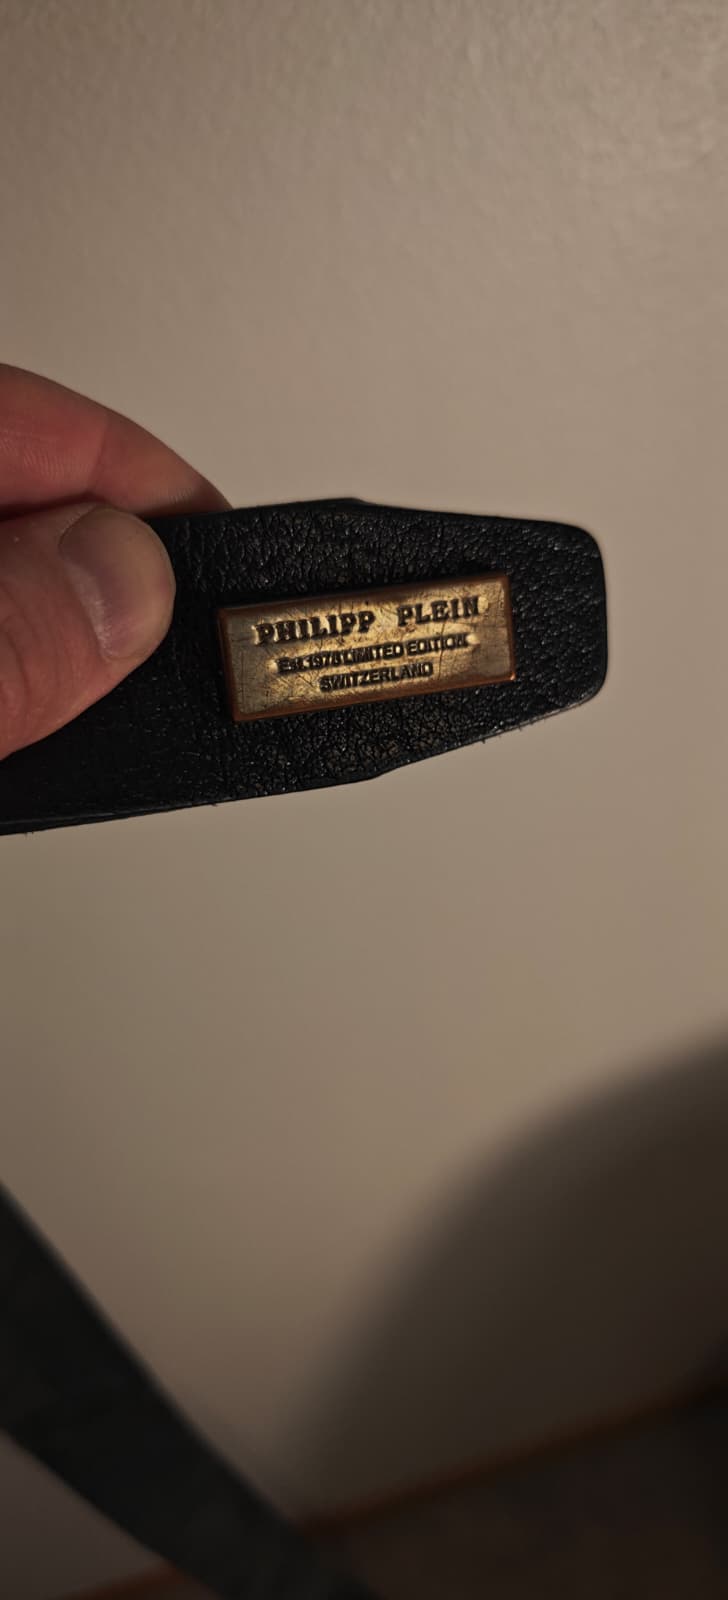 PHILIPP PLEIN
Est.1978 LIMITED EDITION
SWITZERLAND